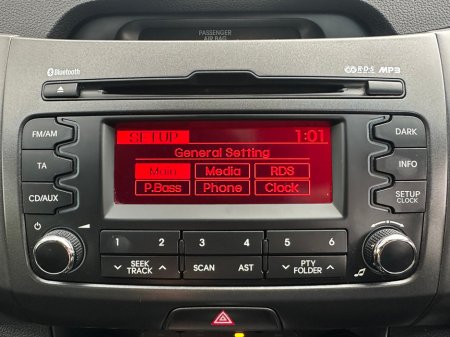 PASSENGER
AIR BAG
Bluetooth
R·D·S MP3
FM/AM
SETUP 1:01
DARK
General Setting
TA
Main Media RDS
INFO
P.Bass Phone Clock
CD/AUX
SETUP
CLOCK
1 2 3 4 5 6
SEEK
TRACK
SCAN AST
PTY
FOLDER